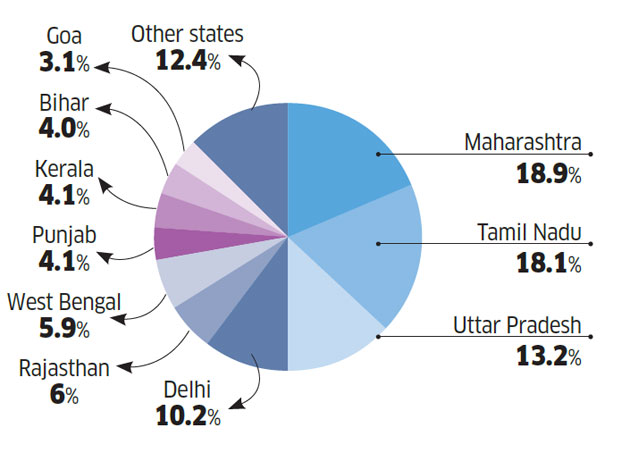 Goa
3.1%
Other states
12.4%
Bihar
4.0%
Maharashtra
18.9%
Kerala
4.1%
Punjab
4.1%
Tamil Nadu
18.1%
West Bengal
5.9%
Uttar Pradesh
13.2%
Rajasthan
6%
Delhi
10.2%